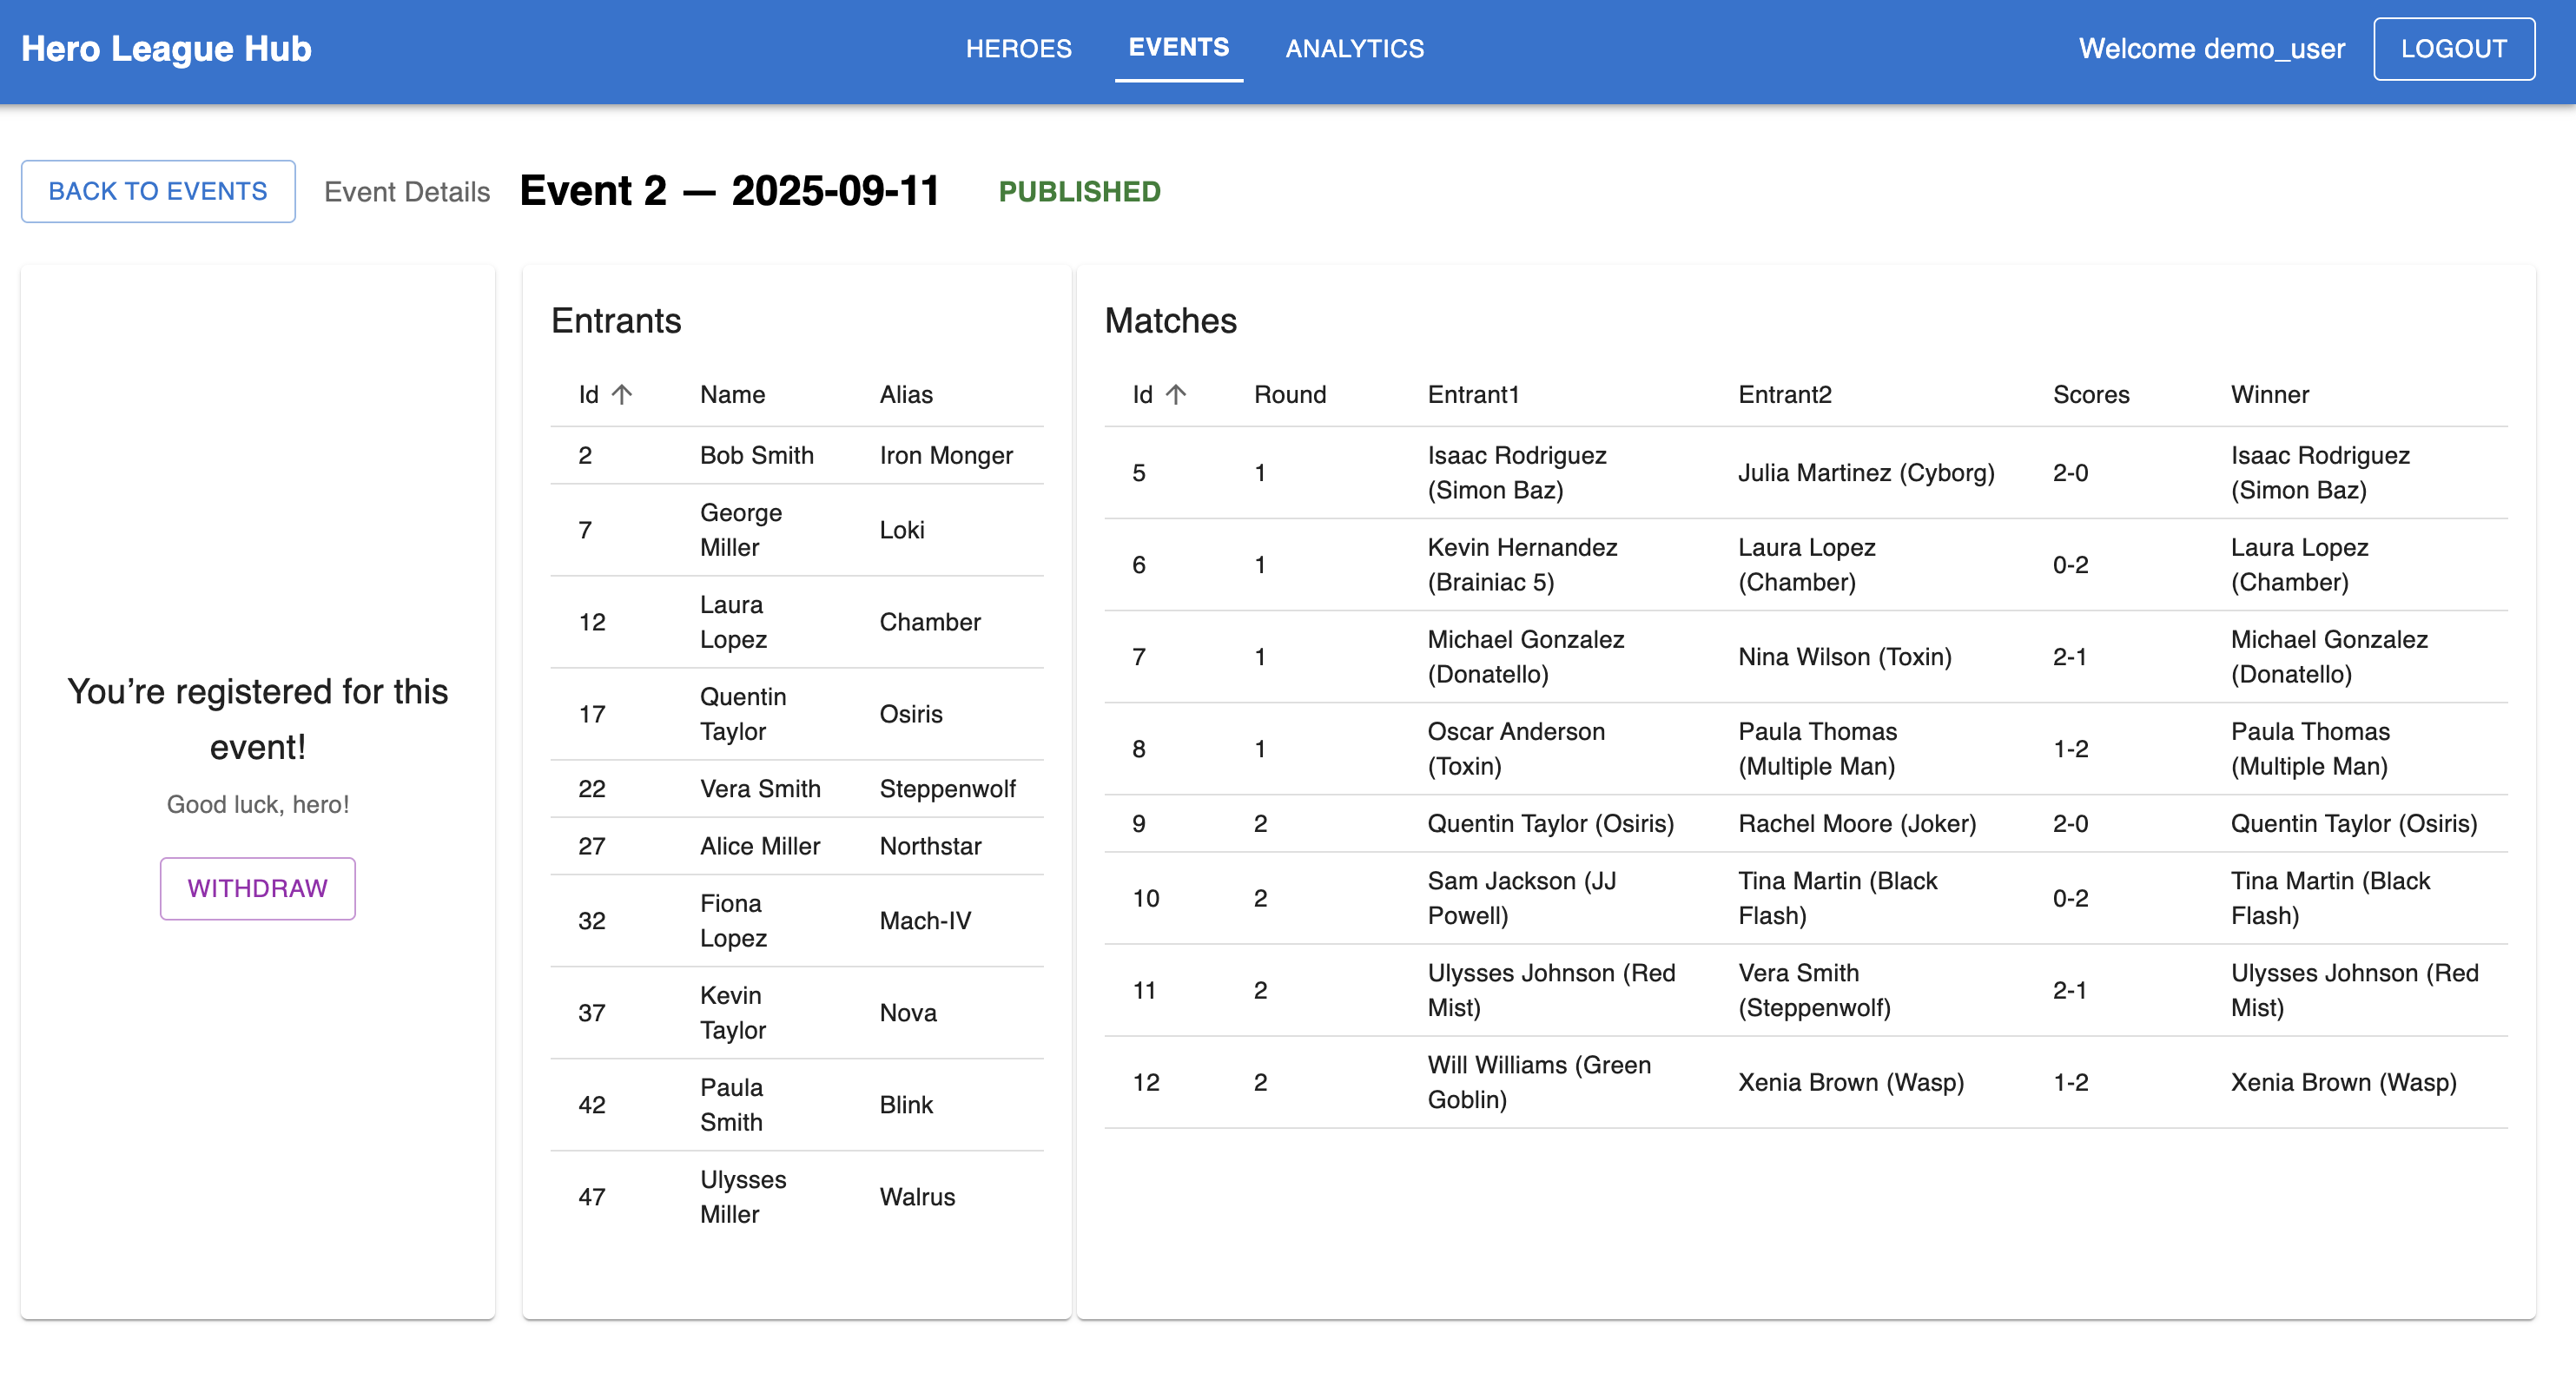 Hero League Hub
HEROES
EVENTS
ANALYTICS
Welcome demo_user
LOGOUT
BACK TO EVENTS
Event Details
Event 2 — 2025-09-11
PUBLISHED
You’re registered for this
event!
Good luck, hero!
WITHDRAW
Entrants
Id ↑ Name Alias
2 Bob Smith Iron Monger
7 George Loki
Miller
12 Laura Chamber
Lopez
17 Quentin Osiris
Taylor
22 Vera Smith Steppenwolf
27 Alice Miller Northstar
32 Fiona Mach-IV
Lopez
37 Kevin Nova
Taylor
42 Paula Blink
Smith
47 Ulysses Walrus
Miller
Matches
Id ↑ Round Entrant1 Entrant2 Scores Winner
5 1 Isaac Rodriguez Julia Martinez (Cyborg) 2-0 Isaac Rodriguez
(Simon Baz) (Simon Baz)
6 1 Kevin Hernandez Laura Lopez 0-2 Laura Lopez
(Brainiac 5) (Chamber) (Chamber)
7 1 Michael Gonzalez Nina Wilson (Toxin) 2-1 Michael Gonzalez
(Donatello) (Donatello)
8 1 Oscar Anderson Paula Thomas 1-2 Paula Thomas
(Toxin) (Multiple Man) (Multiple Man)
9 2 Quentin Taylor (Osiris) Rachel Moore (Joker) 2-0 Quentin Taylor (Osiris)
10 2 Sam Jackson (JJ Tina Martin (Black 0-2 Tina Martin (Black
Powell) Flash) Flash)
11 2 Ulysses Johnson (Red Vera Smith 2-1 Ulysses Johnson (Red
Mist) (Steppenwolf) Mist)
12 2 Will Williams (Green Xenia Brown (Wasp) 1-2 Xenia Brown (Wasp)
Goblin)